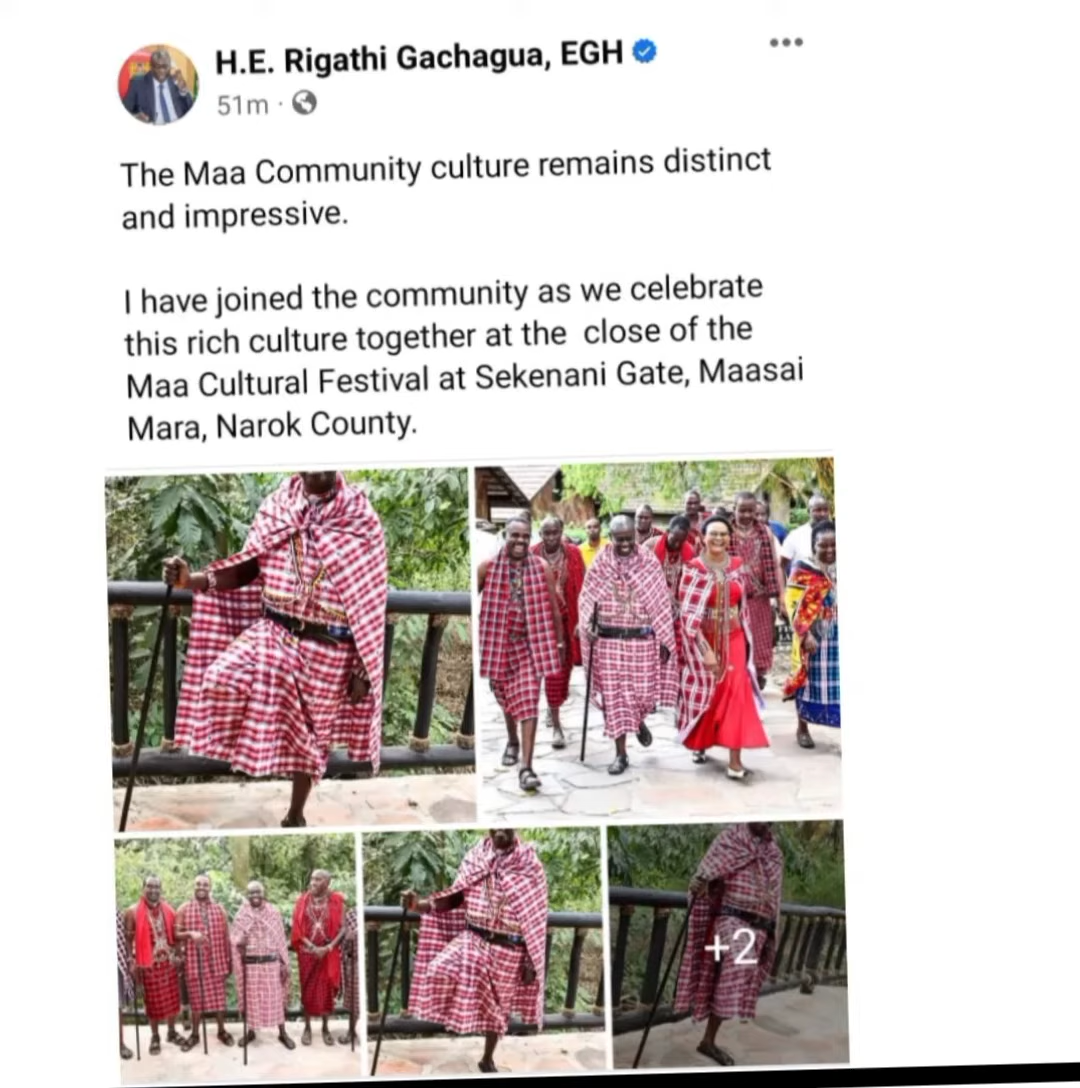 H.E. Rigathi Gachagua, EGH
51m ·
The Maa Community culture remains distinct
and impressive.
I have joined the community as we celebrate
this rich culture together at the  close of the
Maa Cultural Festival at Sekenani Gate, Maasai
Mara, Narok County.
+2